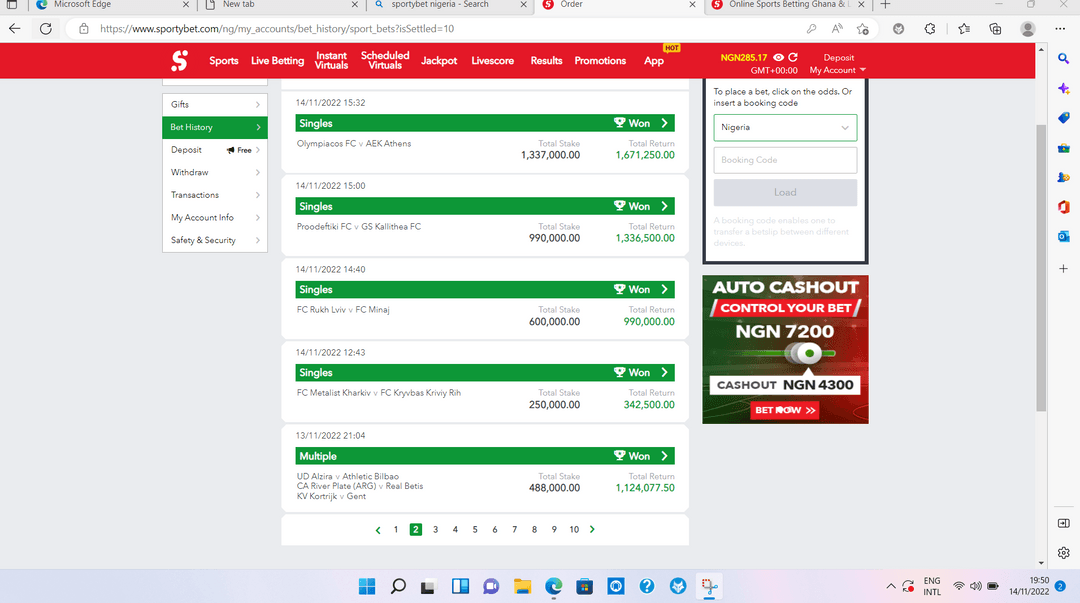 Microsoft Edge
New tab
sportybet nigeria - Search
Order
Online Sports Betting Ghana & L
https://www.sportybet.com/ng/my_accounts/bet_history/sport_bets?isSettled=10
Sports
Live Betting
Instant
Virtuals
Scheduled
Virtuals
Jackpot
Livescore
Results
Promotions
App
HOT
NGN285.17
Deposit
GMT+00:00
My Account
Gifts
Bet History
Deposit
Free
Withdraw
Transactions
My Account Info
Safety & Security
14/11/2022 15:32
Singles
Won
Olympiacos FC v AEK Athens
Total Stake
Total Return
1,337,000.00
1,671,250.00
14/11/2022 15:00
Singles
Won
Proodeftiki FC v GS Kallithea FC
Total Stake
Total Return
990,000.00
1,336,500.00
14/11/2022 14:40
Singles
Won
FC Rukh Lviv v FC Minaj
Total Stake
Total Return
600,000.00
990,000.00
14/11/2022 12:43
Singles
Won
FC Metalist Kharkiv v FC Kryvbas Kriviy Rih
Total Stake
Total Return
250,000.00
342,500.00
13/11/2022 21:04
Multiple
Won
UD Alzira v Athletic Bilbao
CA River Plate (ARG) v Real Betis
KV Kortrijk v Gent
Total Stake
Total Return
488,000.00
1,124,077.50
1 2 3 4 5 6 7 8 9 10
To place a bet, click on the odds. Or
insert a booking code
Nigeria
Booking Code
Load
A booking code enables one to
transfer a betslip between different
devices.
AUTO CASHOUT
CONTROL YOUR BET
NGN 7200
CASHOUT NGN 4300
BET NOW
ENG
INTL
19:50
14/11/2022
2